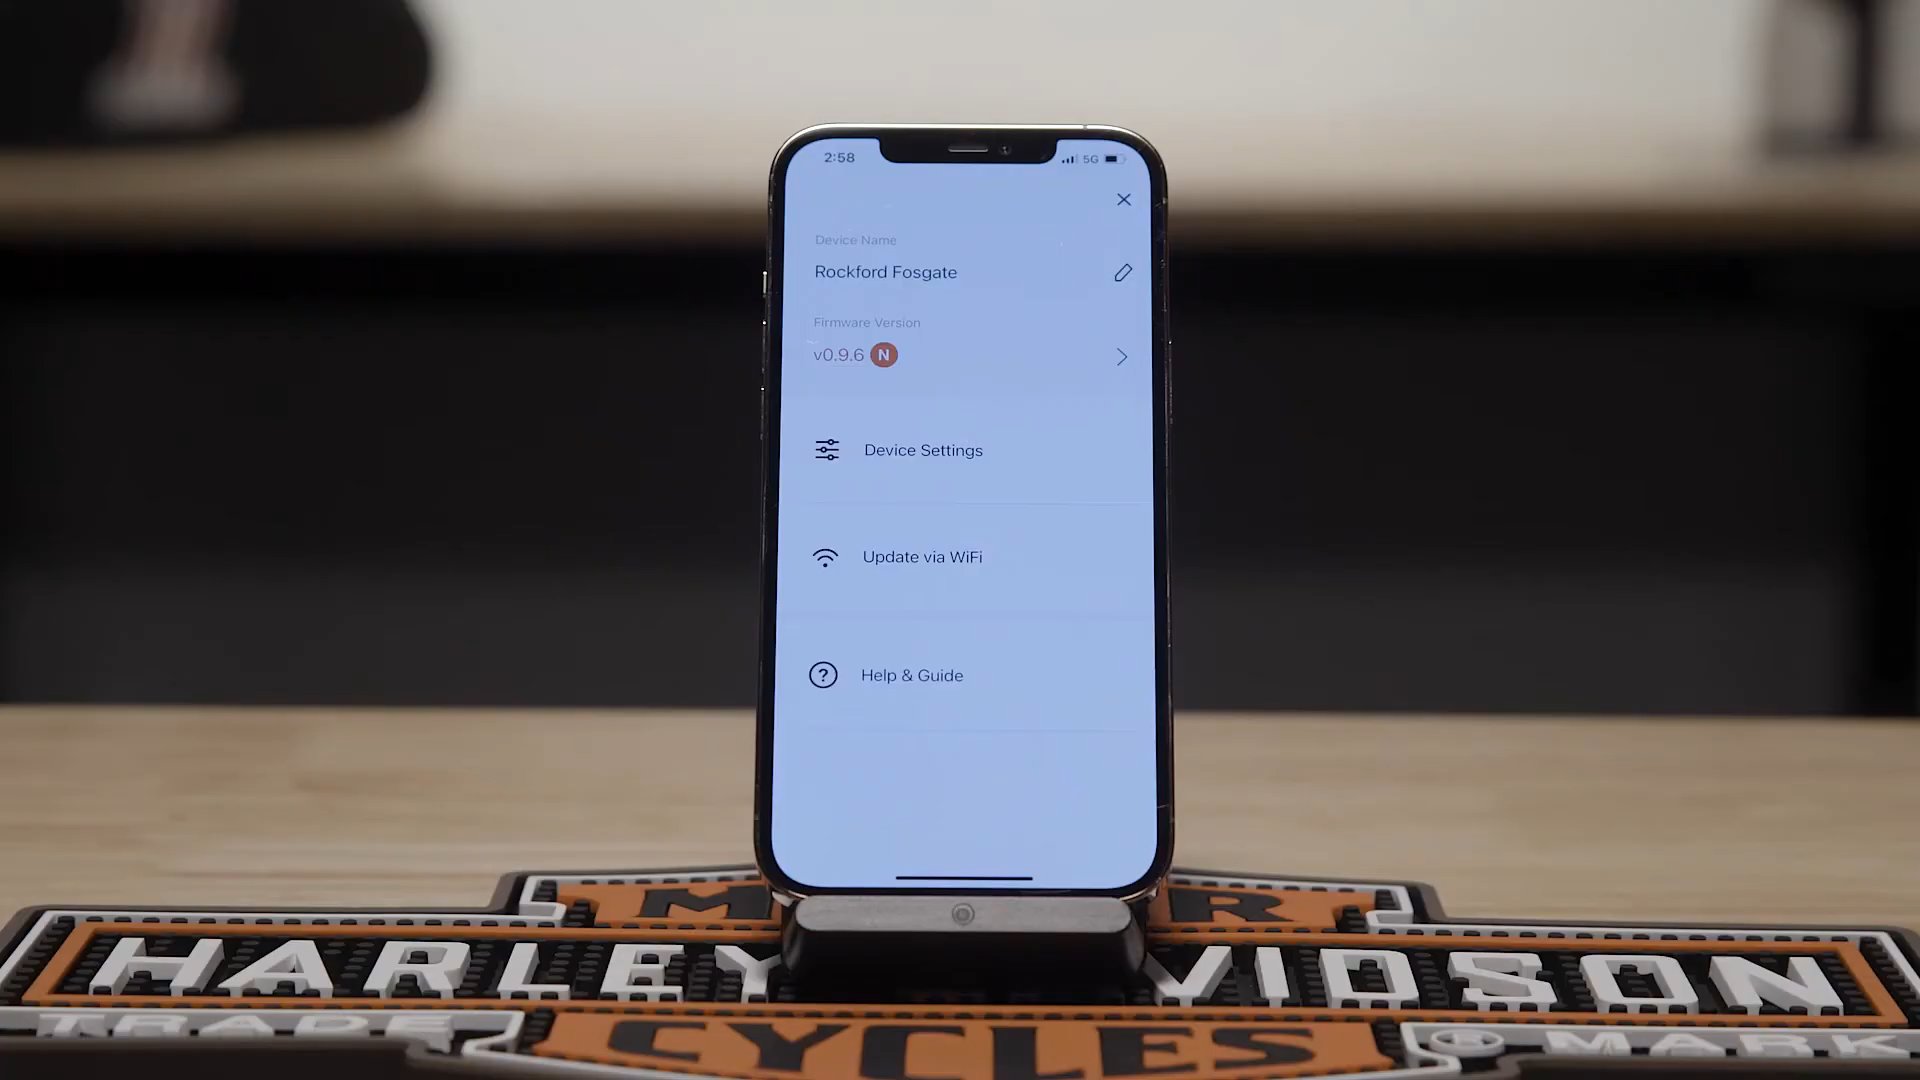 2:58
5G
Device Name
Rockford Fosgate
Firmware Version
v0.9.6 N
Device Settings
Update via WiFi
? Help & Guide
M R
HARLEY VIDSON
TRADE
CYCLES
® MARK